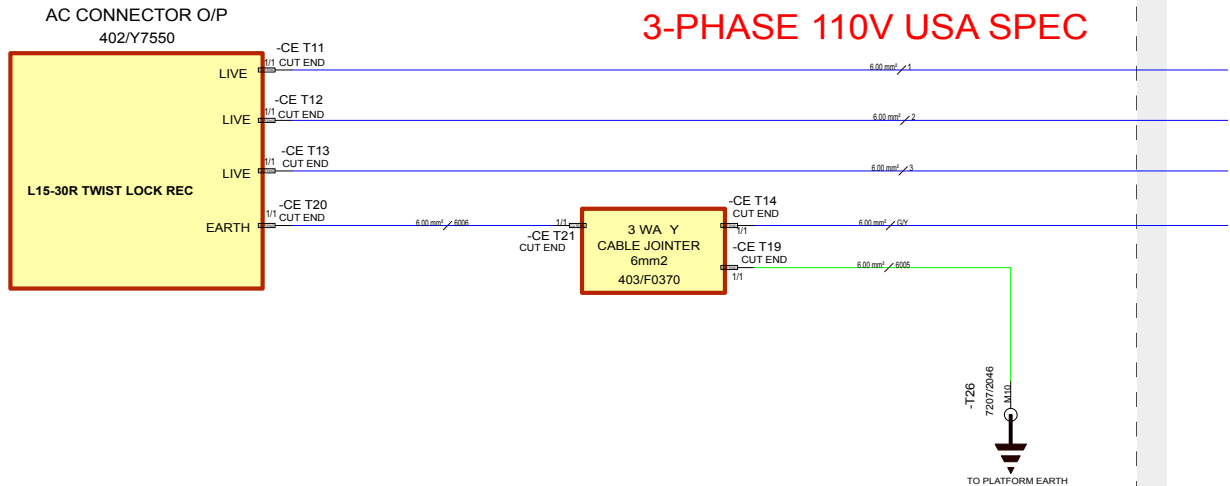 AC CONNECTOR O/P
402/Y7550
3-PHASE 110V USA SPEC
-CE T11
1/1 CUT END
LIVE
6.00 mm² 1
-CE T12
1/1 CUT END
LIVE
6.00 mm² 2
-CE T13
1/1 CUT END
LIVE
6.00 mm² 3
L15-30R TWIST LOCK REC
-CE T20
1/1 CUT END
EARTH
6.00 mm² 6006
1/1
-CE T21
CUT END
3 WA Y
CABLE JOINTER
6mm2
403/F0370
-CE T14
CUT END
1/1
6.00 mm² G/Y
-CE T19
CUT END
1/1
6.00 mm² 6005
-T26
7207/2046
M10
TO PLATFORM EARTH